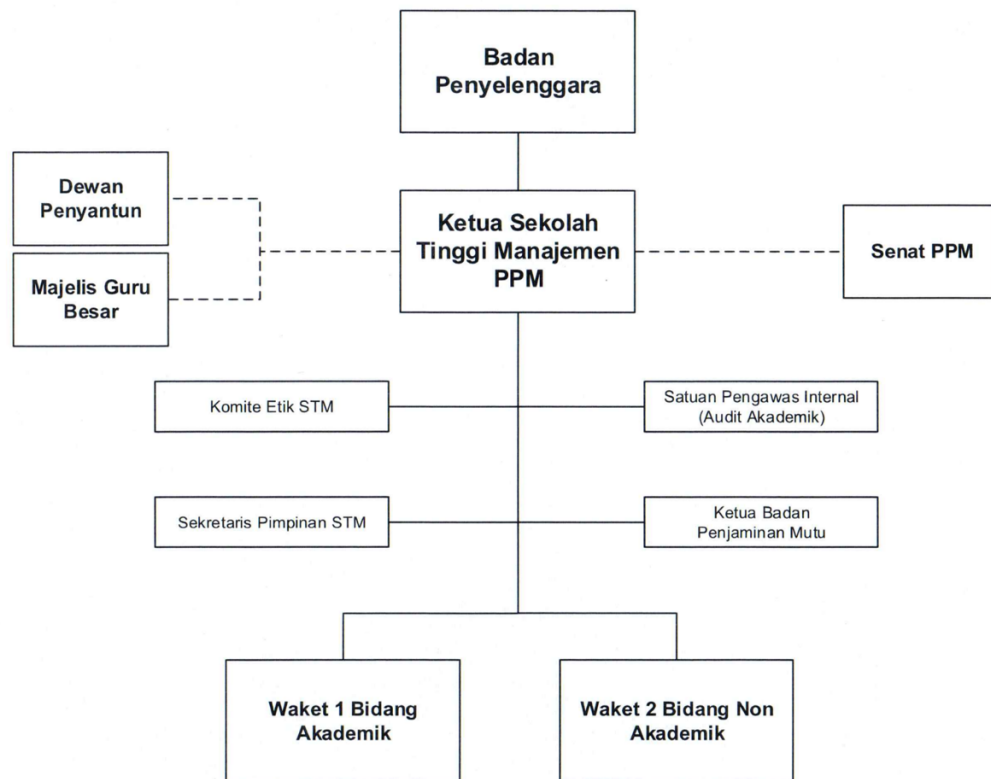 Badan
Penyelenggara
Dewan
Penyantun
Ketua Sekolah
Tinggi Manajemen
PPM
Senat PPM
Majelis Guru
Besar
Komite Etik STM
Satuan Pengawas Internal
(Audit Akademik)
Sekretaris Pimpinan STM
Ketua Badan
Penjaminan Mutu
Waket 1 Bidang
Akademik
Waket 2 Bidang Non
Akademik